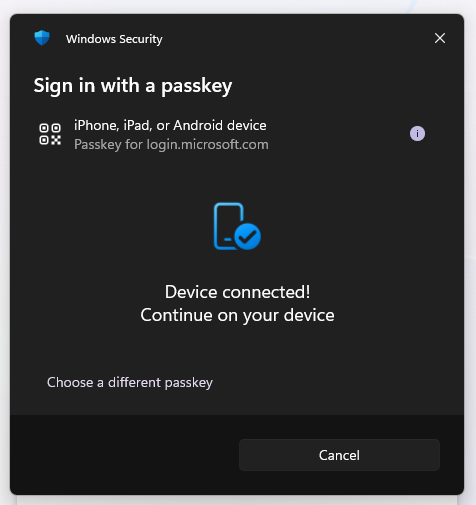 Windows Security
Sign in with a passkey
iPhone, iPad, or Android device
Passkey for login.microsoft.com
i
Device connected!
Continue on your device
Choose a different passkey
Cancel